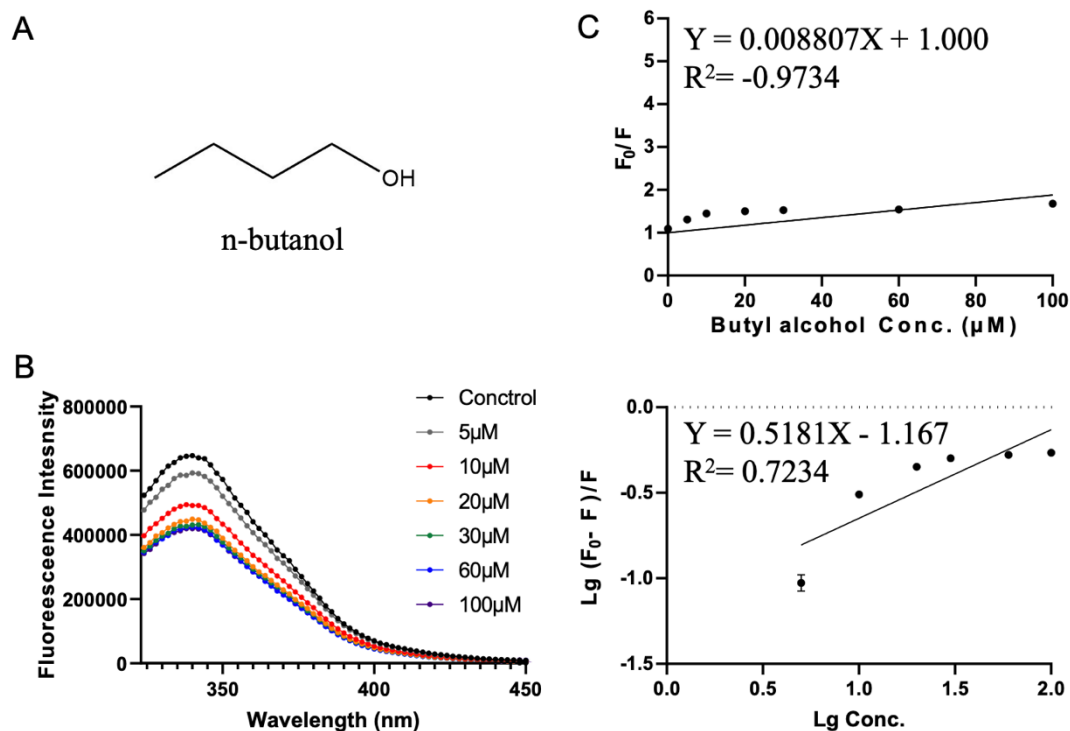 A
OH
n-butanol
B
Fluoresceence Intesnsity
800000
600000
400000
200000
0
350
400
450
Wavelength (nm)
Conctrol
5μM
10μM
20μM
30μM
60μM
100μM
C
Y = 0.008807X + 1.000
R²= -0.9734
F₀/F
6
5
4
3
2
1
0
0
20
40
60
80
100
Butyl alcohol Conc. (μM)
Y = 0.5181X - 1.167
R²= 0.7234
Lg (F₀- F )/F
0.0
-0.5
-1.0
-1.5
0.0
0.5
1.0
1.5
2.0
Lg Conc.